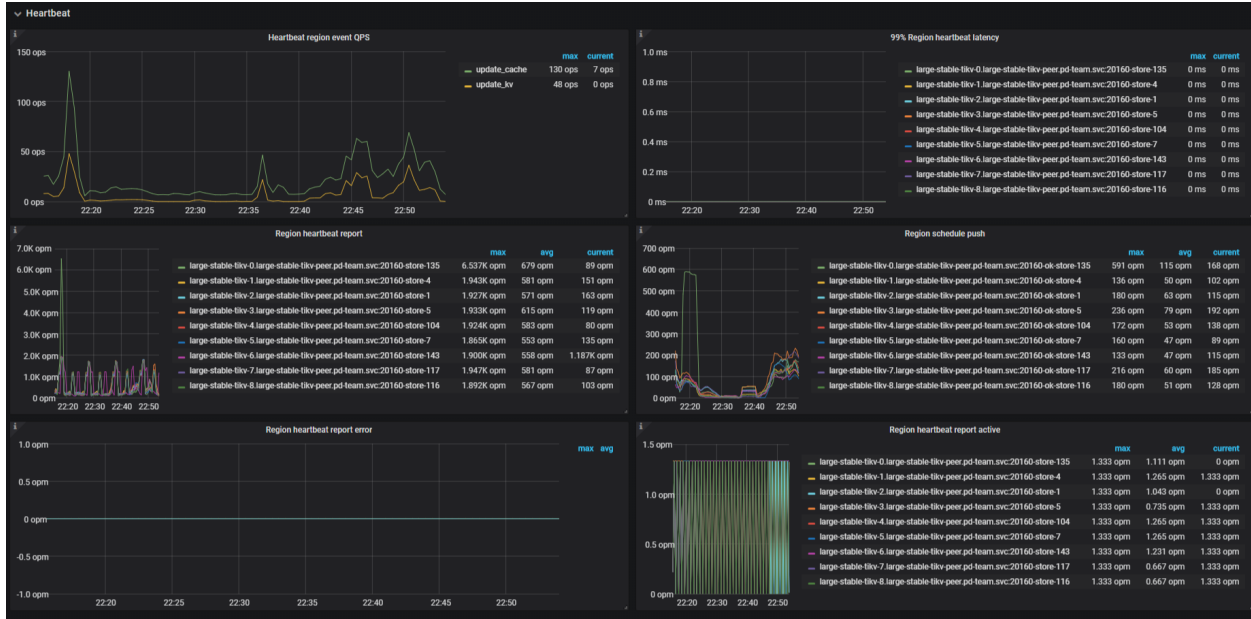 Heartbeat
Heartbeat region event QPS
150 ops
100 ops
50 ops
0 ops
22:20 22:25 22:30 22:35 22:40 22:45 22:50
max current
update_cache 130 ops 7 ops
update_kv 48 ops 0 ops
99% Region heartbeat latency
1.0 ms
0.8 ms
0.6 ms
0.4 ms
0.2 ms
0 ms
22:20 22:30 22:40 22:50
max current
large-stable-tikv-0.large-stable-tikv-peer.pd-team.svc:20160-store-135 0 ms 0 ms
large-stable-tikv-1.large-stable-tikv-peer.pd-team.svc:20160-store-4 0 ms 0 ms
large-stable-tikv-2.large-stable-tikv-peer.pd-team.svc:20160-store-1 0 ms 0 ms
large-stable-tikv-3.large-stable-tikv-peer.pd-team.svc:20160-store-5 0 ms 0 ms
large-stable-tikv-4.large-stable-tikv-peer.pd-team.svc:20160-store-104 0 ms 0 ms
large-stable-tikv-5.large-stable-tikv-peer.pd-team.svc:20160-store-7 0 ms 0 ms
large-stable-tikv-6.large-stable-tikv-peer.pd-team.svc:20160-store-143 0 ms 0 ms
large-stable-tikv-7.large-stable-tikv-peer.pd-team.svc:20160-store-117 0 ms 0 ms
large-stable-tikv-8.large-stable-tikv-peer.pd-team.svc:20160-store-116 0 ms 0 ms
Region heartbeat report
7.0K opm
6.0K opm
5.0K opm
4.0K opm
3.0K opm
2.0K opm
1.0K opm
0 opm
22:20 22:30 22:40 22:50
max avg current
large-stable-tikv-0.large-stable-tikv-peer.pd-team.svc:20160-store-135 6.537K opm 679 opm 89 opm
large-stable-tikv-1.large-stable-tikv-peer.pd-team.svc:20160-store-4 1.943K opm 581 opm 151 opm
large-stable-tikv-2.large-stable-tikv-peer.pd-team.svc:20160-store-1 1.927K opm 571 opm 163 opm
large-stable-tikv-3.large-stable-tikv-peer.pd-team.svc:20160-store-5 1.933K opm 615 opm 119 opm
large-stable-tikv-4.large-stable-tikv-peer.pd-team.svc:20160-store-104 1.924K opm 583 opm 80 opm
large-stable-tikv-5.large-stable-tikv-peer.pd-team.svc:20160-store-7 1.865K opm 553 opm 135 opm
large-stable-tikv-6.large-stable-tikv-peer.pd-team.svc:20160-store-143 1.900K opm 558 opm 1.187K opm
large-stable-tikv-7.large-stable-tikv-peer.pd-team.svc:20160-store-117 1.947K opm 581 opm 87 opm
large-stable-tikv-8.large-stable-tikv-peer.pd-team.svc:20160-store-116 1.892K opm 567 opm 103 opm
Region schedule push
700 opm
600 opm
500 opm
400 opm
300 opm
200 opm
100 opm
0 opm
22:20 22:30 22:40 22:50
max avg current
large-stable-tikv-0.large-stable-tikv-peer.pd-team.svc:20160-ok-store-135 591 opm 115 opm 168 opm
large-stable-tikv-1.large-stable-tikv-peer.pd-team.svc:20160-ok-store-4 136 opm 50 opm 102 opm
large-stable-tikv-2.large-stable-tikv-peer.pd-team.svc:20160-ok-store-1 180 opm 63 opm 115 opm
large-stable-tikv-3.large-stable-tikv-peer.pd-team.svc:20160-ok-store-5 236 opm 79 opm 192 opm
large-stable-tikv-4.large-stable-tikv-peer.pd-team.svc:20160-ok-store-104 172 opm 53 opm 138 opm
large-stable-tikv-5.large-stable-tikv-peer.pd-team.svc:20160-ok-store-7 160 opm 47 opm 89 opm
large-stable-tikv-6.large-stable-tikv-peer.pd-team.svc:20160-ok-store-143 133 opm 47 opm 115 opm
large-stable-tikv-7.large-stable-tikv-peer.pd-team.svc:20160-ok-store-117 216 opm 60 opm 185 opm
large-stable-tikv-8.large-stable-tikv-peer.pd-team.svc:20160-ok-store-116 180 opm 51 opm 128 opm
Region heartbeat report error
1.0 opm
0.5 opm
0 opm
-0.5 opm
-1.0 opm
22:20 22:25 22:30 22:35 22:40 22:45 22:50
max avg
Region heartbeat report active
1.5 opm
1.0 opm
0.5 opm
0 opm
22:20 22:30 22:40 22:50
max avg current
large-stable-tikv-0.large-stable-tikv-peer.pd-team.svc:20160-store-135 1.333 opm 1.111 opm 0 opm
large-stable-tikv-1.large-stable-tikv-peer.pd-team.svc:20160-store-4 1.333 opm 1.265 opm 1.333 opm
large-stable-tikv-2.large-stable-tikv-peer.pd-team.svc:20160-store-1 1.333 opm 1.043 opm 0 opm
large-stable-tikv-3.large-stable-tikv-peer.pd-team.svc:20160-store-5 1.333 opm 0.735 opm 1.333 opm
large-stable-tikv-4.large-stable-tikv-peer.pd-team.svc:20160-store-104 1.333 opm 1.265 opm 1.333 opm
large-stable-tikv-5.large-stable-tikv-peer.pd-team.svc:20160-store-7 1.333 opm 1.265 opm 1.333 opm
large-stable-tikv-6.large-stable-tikv-peer.pd-team.svc:20160-store-143 1.333 opm 1.231 opm 1.333 opm
large-stable-tikv-7.large-stable-tikv-peer.pd-team.svc:20160-store-117 1.333 opm 0.667 opm 1.333 opm
large-stable-tikv-8.large-stable-tikv-peer.pd-team.svc:20160-store-116 1.333 opm 0.667 opm 1.333 opm